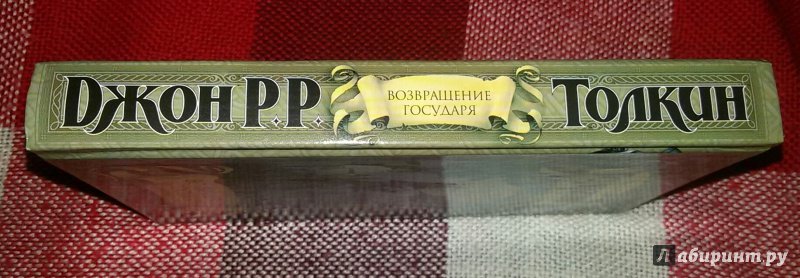 Джон Р.Р.
ВОЗВРАЩЕНИЕ
ГОСУДАРЯ
Толкин
Лабиринт.ру